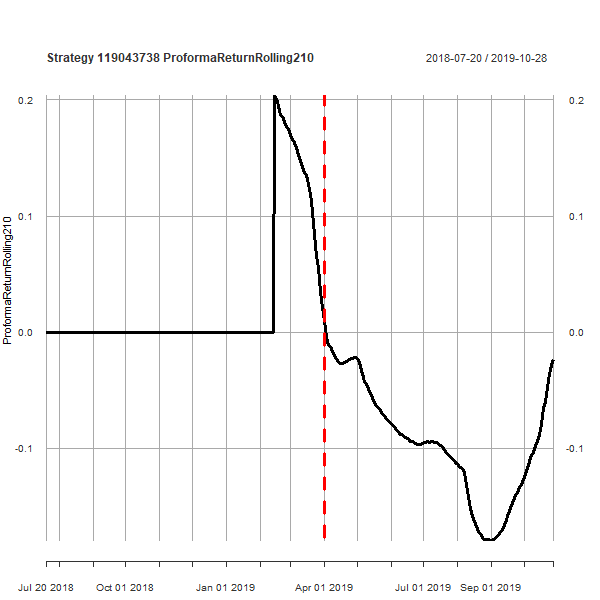 Strategy 119043738 ProformaReturnRolling210
2018-07-20 / 2019-10-28
0.2
0.2
0.1
0.1
0.0
0.0
-0.1
-0.1
ProformaReturnRolling210
Jul 20 2018
Oct 01 2018
Jan 01 2019
Apr 01 2019
Jul 01 2019
Sep 01 2019